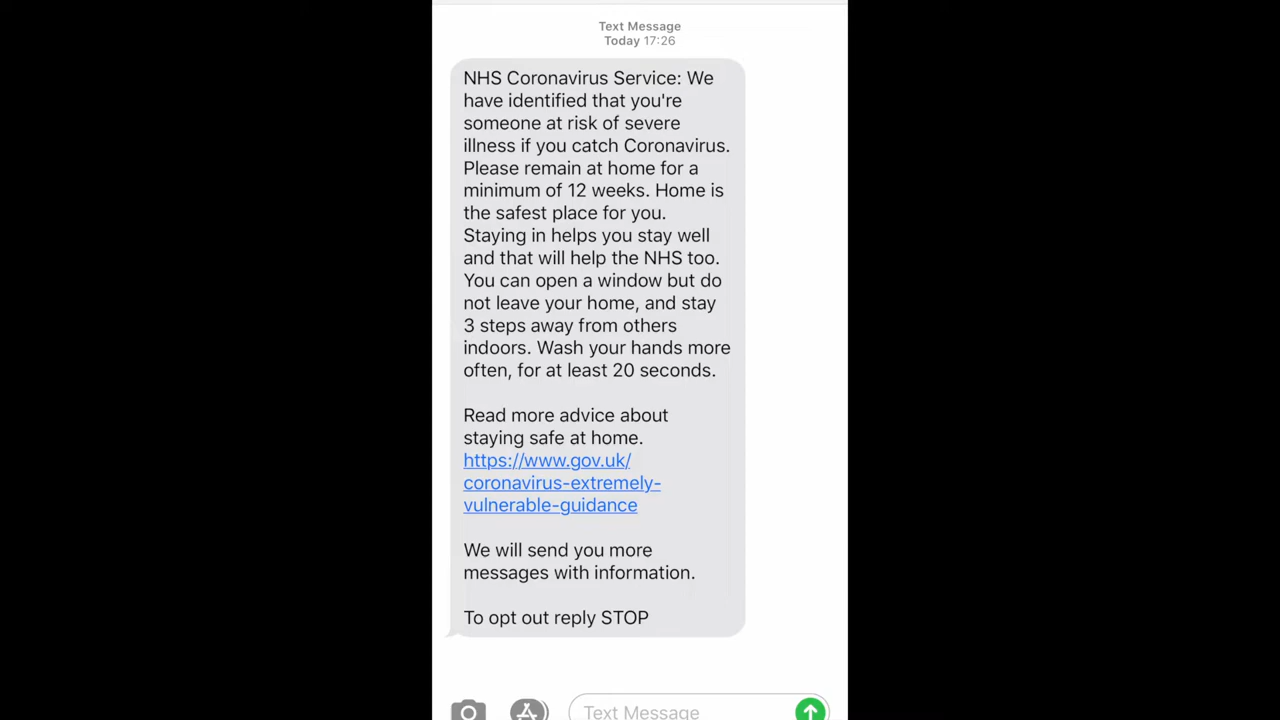 Text Message
Today 17:26
NHS Coronavirus Service: We
have identified that you're
someone at risk of severe
illness if you catch Coronavirus.
Please remain at home for a
minimum of 12 weeks. Home is
the safest place for you.
Staying in helps you stay well
and that will help the NHS too.
You can open a window but do
not leave your home, and stay
3 steps away from others
indoors. Wash your hands more
often, for at least 20 seconds.
Read more advice about
staying safe at home.
https://www.gov.uk/
coronavirus-extremely-
vulnerable-guidance
We will send you more
messages with information.
To opt out reply STOP
Text Message